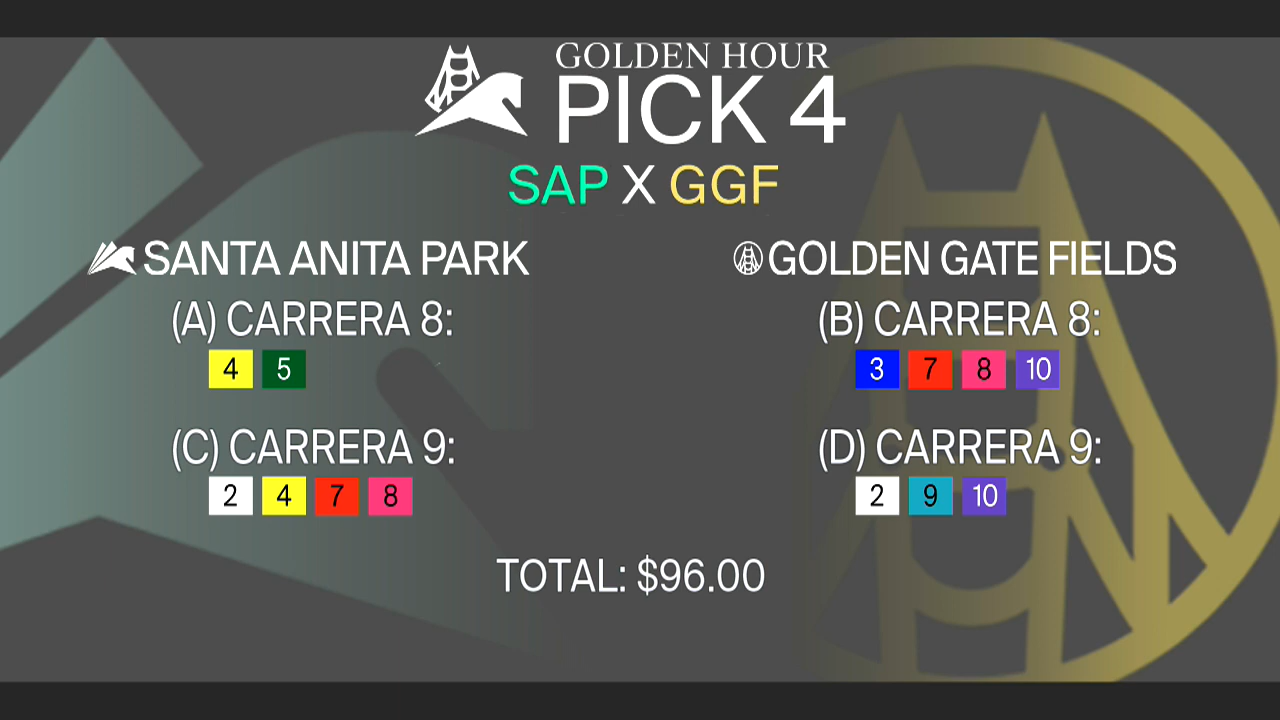 GOLDEN HOUR
PICK 4
SAP X GGF
SANTA ANITA PARK
(A) CARRERA 8:
4 5
(C) CARRERA 9:
2 4 7 8
GOLDEN GATE FIELDS
(B) CARRERA 8:
3 7 8 10
(D) CARRERA 9:
2 9 10
TOTAL: $96.00